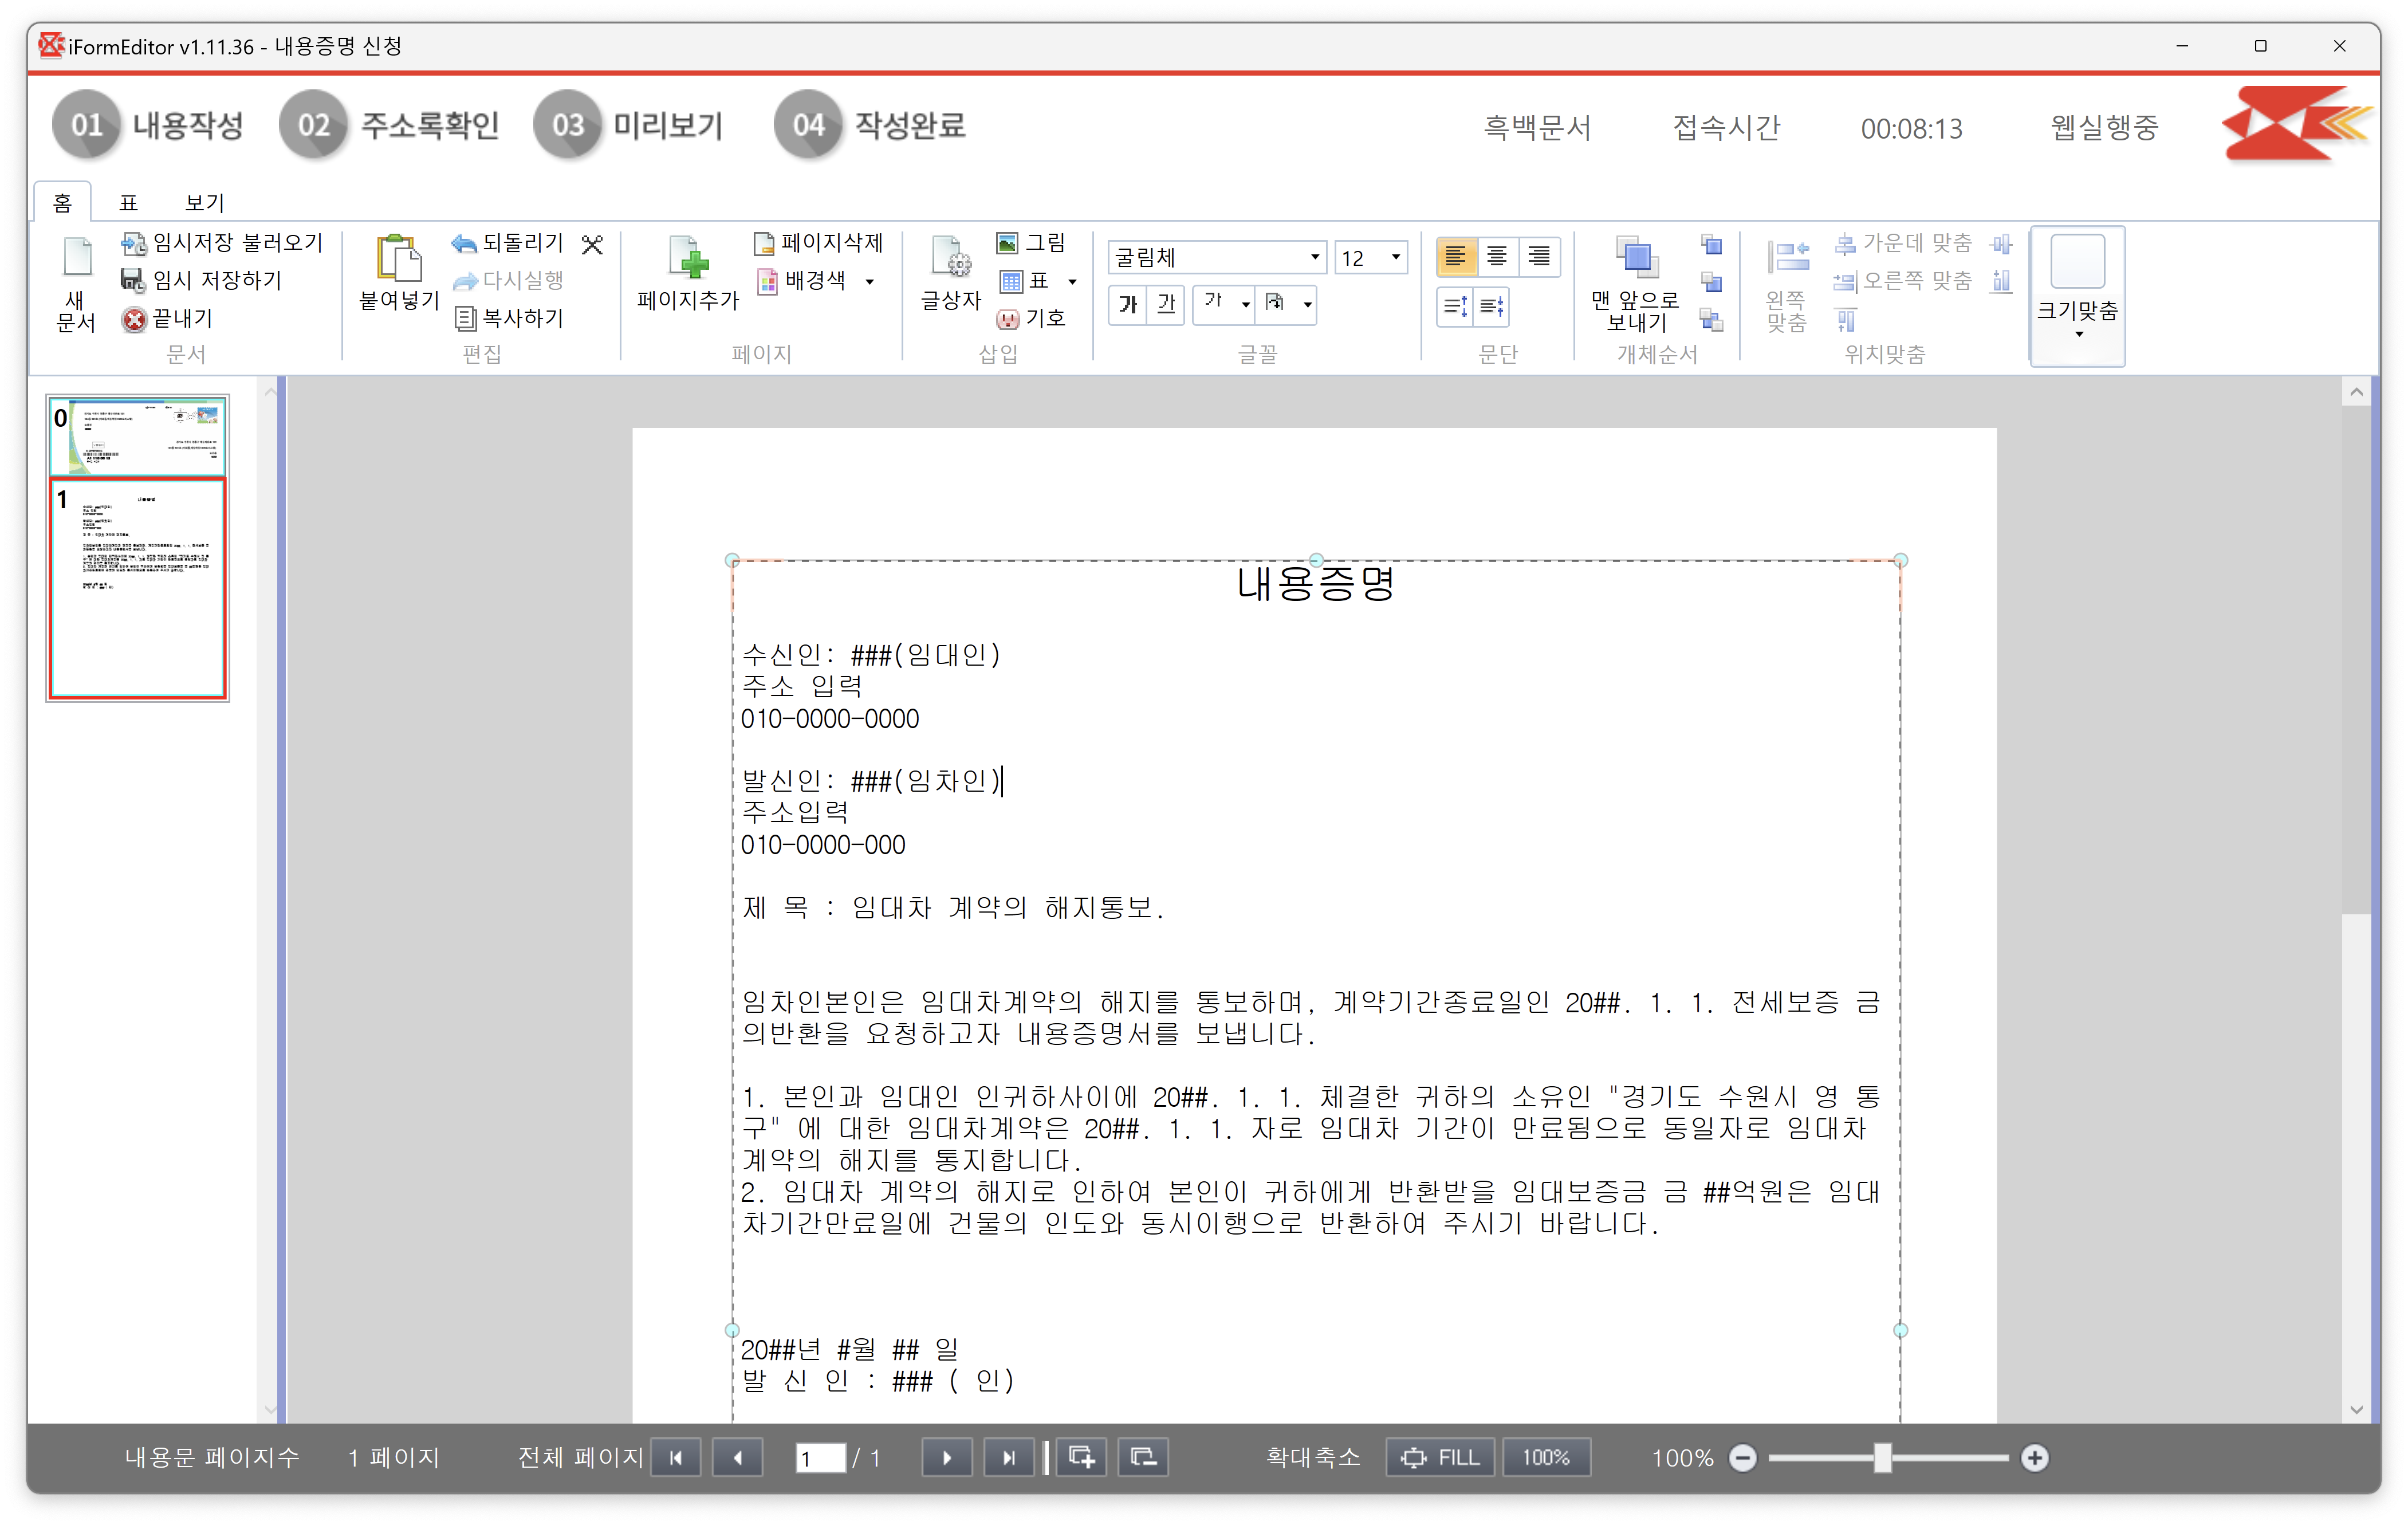 iFormEditor v1.11.36 - 내용증명 신청
01 내용작성 02 주소록확인 03 미리보기 04 작성완료
흑백문서 접속시간 00:08:13 웹실행중
홈 표 보기
새 문서
임시저장 불러오기
임시 저장하기
끝내기
문서
붙여넣기
되돌리기
다시실행
복사하기
편집
페이지추가
페이지삭제
배경색
페이지
글상자
그림
표
기호
삽입
굴림체 12
가 가 가
글꼴
문단
맨 앞으로
보내기
개체순서
왼쪽
맞춤
가운데 맞춤
오른쪽 맞춤
위치맞춤
크기맞춤
0
1
내용증명
수신인: ###(임대인)
주소 입력
010-0000-0000
발신인: ###(임차인)
주소입력
010-0000-000
제 목 : 임대차 계약의 해지통보.
임차인본인은 임대차계약의 해지를 통보하며, 계약기간종료일인 20##. 1. 1. 전세보증 금
의반환을 요청하고자 내용증명서를 보냅니다.
1. 본인과 임대인 인귀하사이에 20##. 1. 1. 체결한 귀하의 소유인 "경기도 수원시 영 통
구" 에 대한 임대차계약은 20##. 1. 1. 자로 임대차 기간이 만료됨으로 동일자로 임대차
계약의 해지를 통지합니다.
2. 임대차 계약의 해지로 인하여 본인이 귀하에게 반환받을 임대보증금 금 ##억원은 임대
차기간만료일에 건물의 인도와 동시이행으로 반환하여 주시기 바랍니다.
20##년 #월 ## 일
발 신 인 : ### ( 인)
내용문 페이지수 1 페이지 전체 페이지 1 / 1 확대축소 FILL 100% 100%